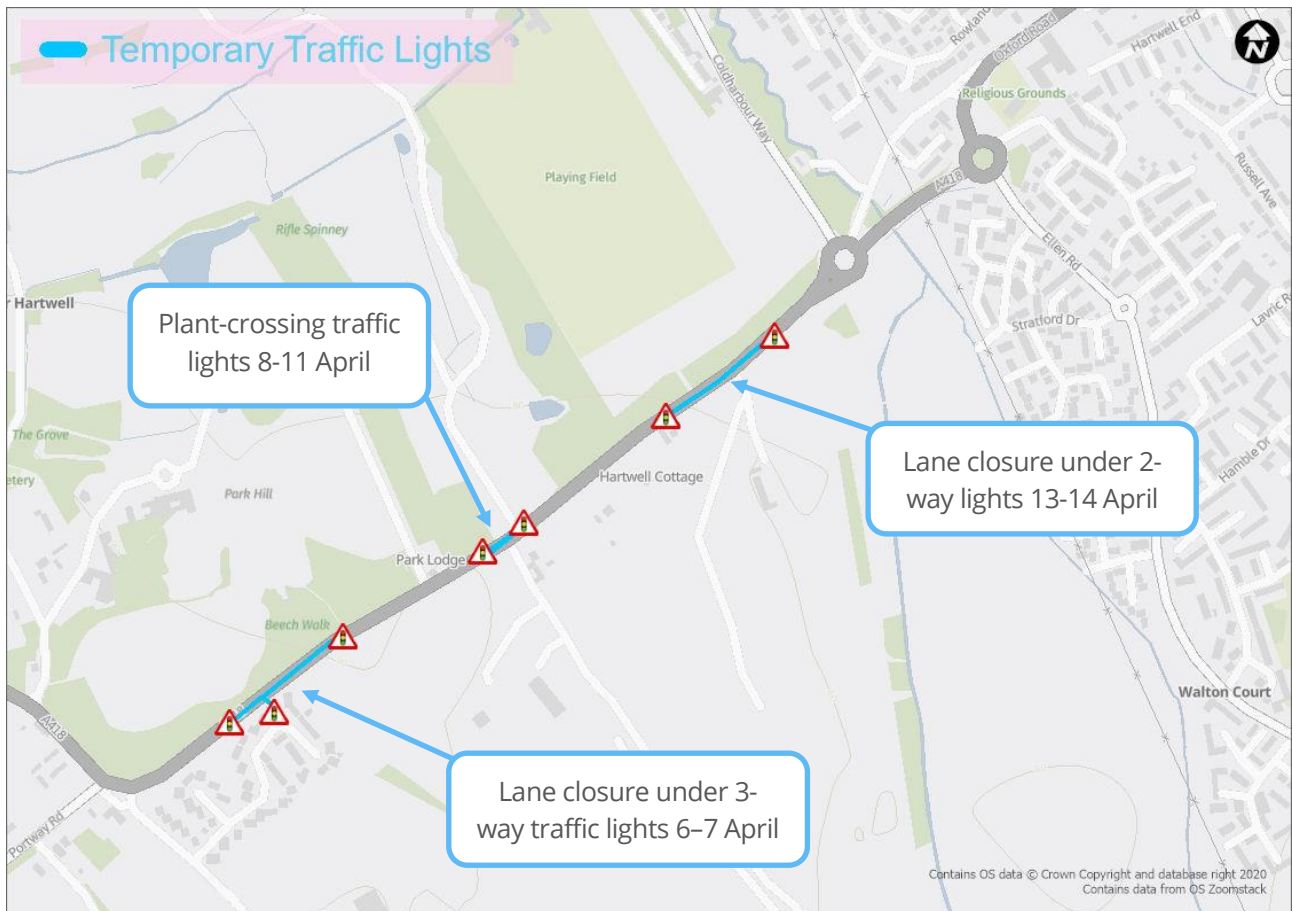 Temporary Traffic Lights
N
Rowland
Oxford Road
Hartwell End
Coldharbour Way
Religious Grounds
Playing Field
Russell Ave
A418
Rifle Spinney
Ellen Rd
r Hartwell
Lavric R
Stratford Dr
Plant-crossing traffic
lights 8-11 April
The Grove
Hamble Dr
Lane closure under 2-
way lights 13-14 April
etery
Park Hill
Hartwell Cottage
Park Lodge
Beech Walk
Walton Court
A418
Lane closure under 3-
way traffic lights 6–7 April
Portway Rd
Contains OS data © Crown Copyright and database right 2020
Contains data from OS Zoomstack